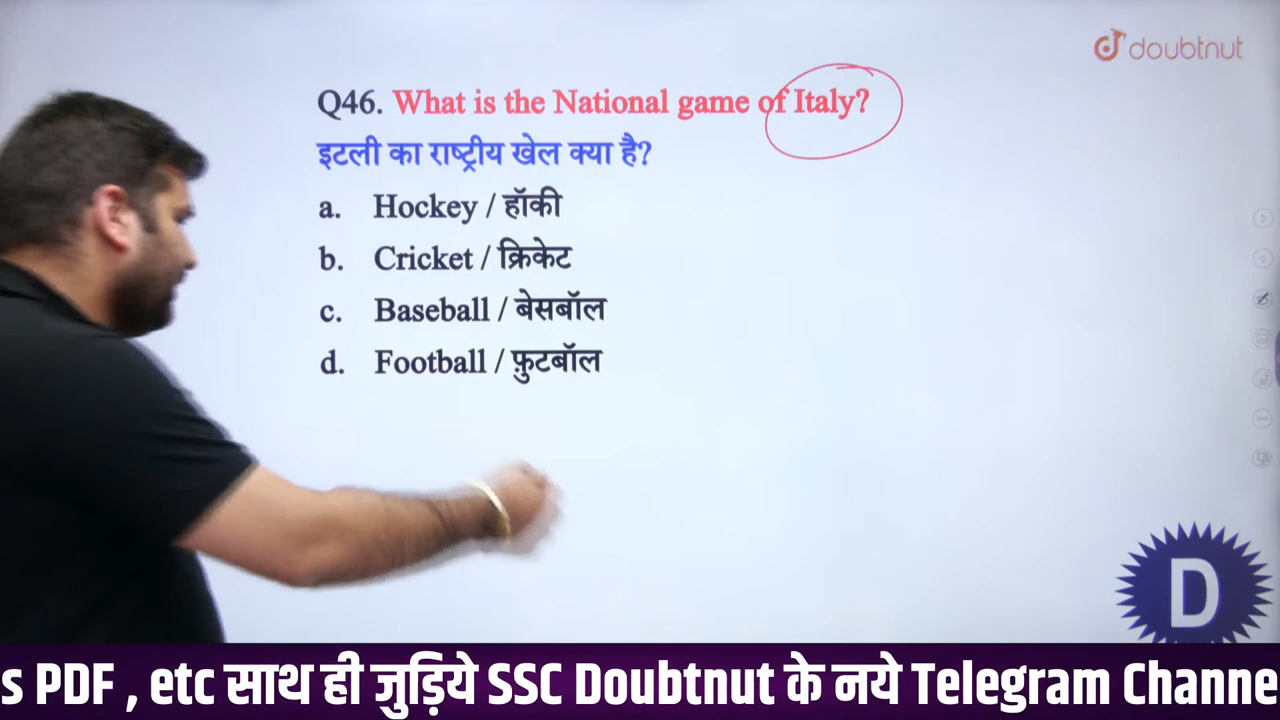 doubtnut
Q46. What is the National game of Italy?
इटली का राष्ट्रीय खेल क्या है?
a. Hockey / हॉकी
b. Cricket / क्रिकेट
c. Baseball / बेसबॉल
d. Football / फ़ुटबॉल
D
s PDF , etc साथ ही जुड़िये SSC Doubtnut के नये Telegram Channe